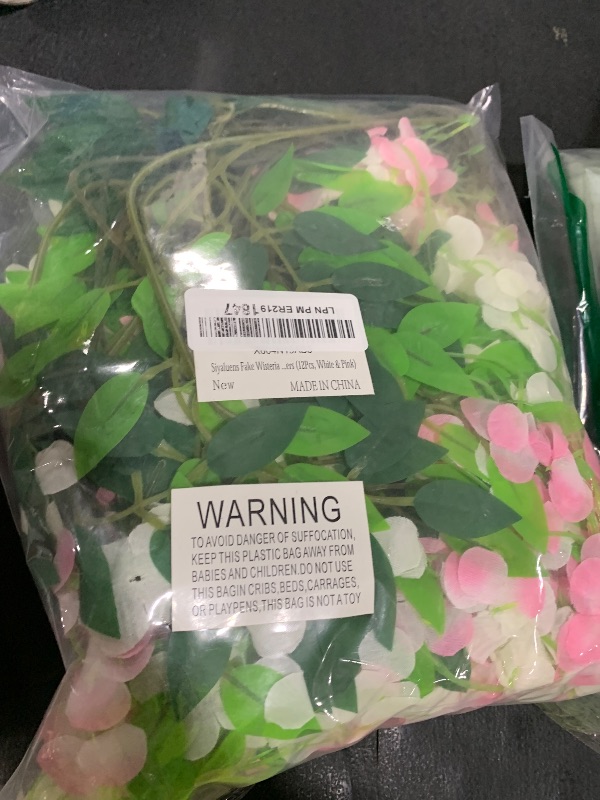 LPN PM ER219 1847
Siyaluens Fake Wisteria ...ers (12Pcs, White & Pink)
New MADE IN CHINA
WARNING
TO AVOID DANGER OF SUFFOCATION,
KEEP THIS PLASTIC BAG AWAY FROM
BABIES AND CHILDREN.DO NOT USE
THIS BAGIN CRIBS,BEDS,CARRAGES,
OR PLAYPENS,THIS BAG IS NOT A TOY